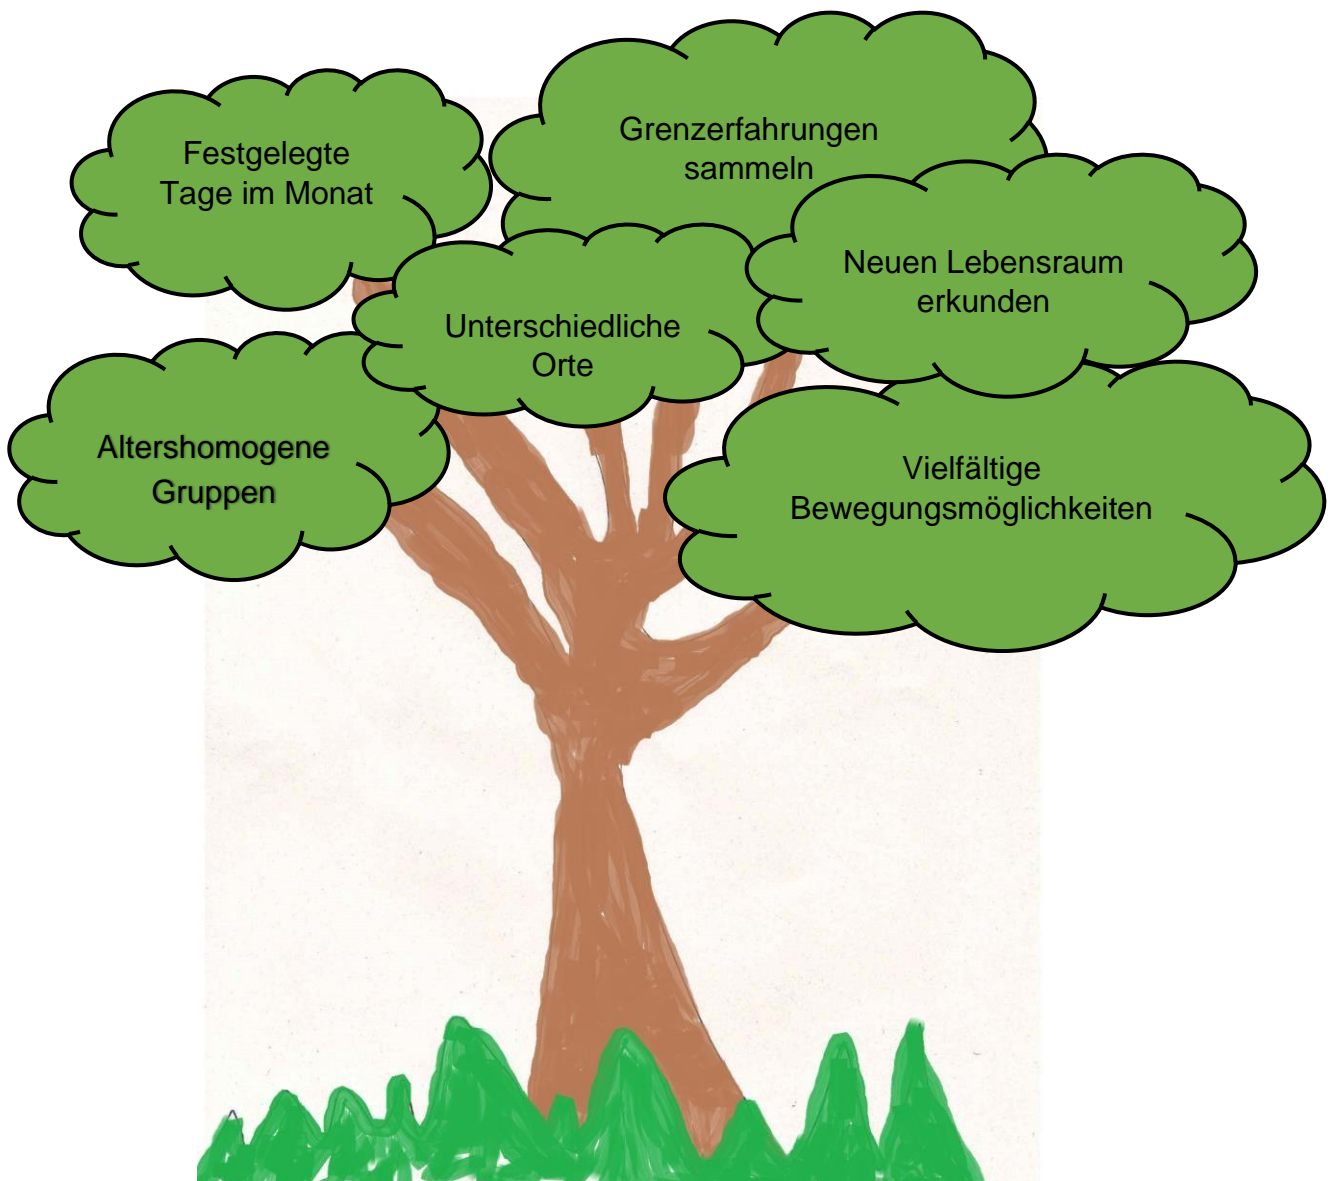 Festgelegte
Tage im Monat
Grenzerfahrungen
sammeln
Neuen Lebensraum
erkunden
Unterschiedliche
Orte
Altershomogene
Gruppen
Vielfältige
Bewegungsmöglichkeiten